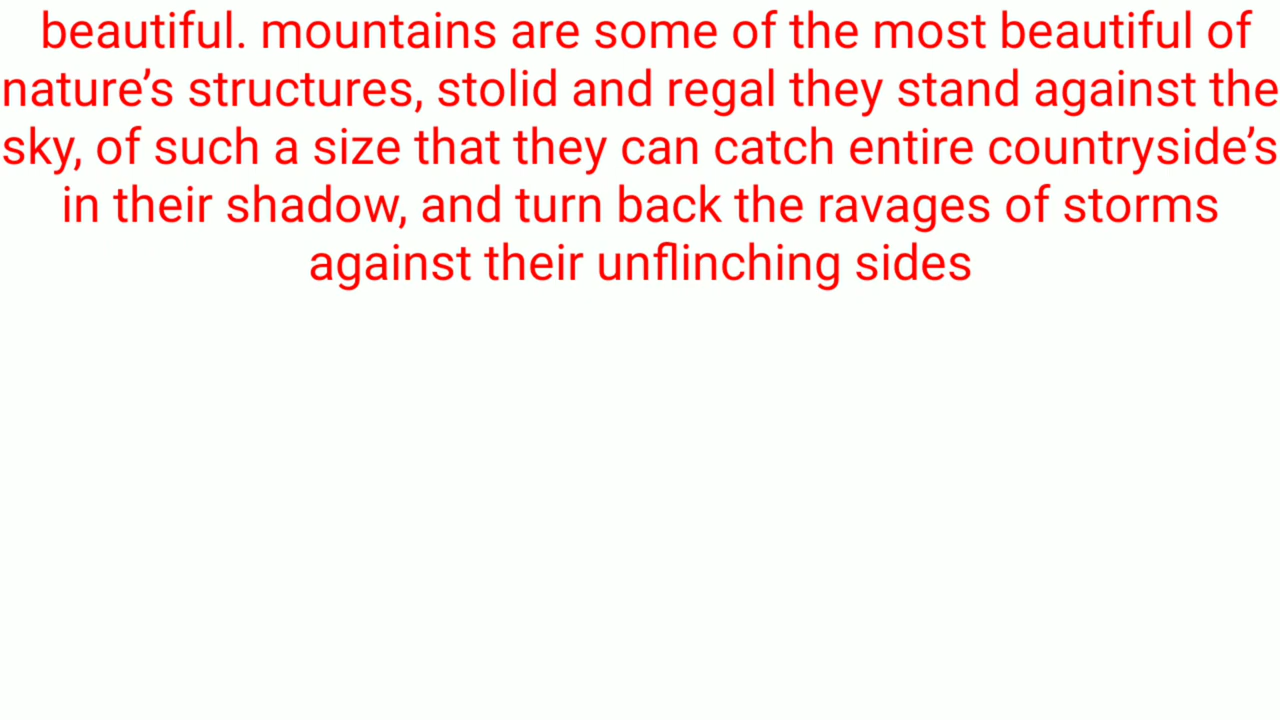 beautiful. mountains are some of the most beautiful of
nature’s structures, stolid and regal they stand against the
sky, of such a size that they can catch entire countryside’s
in their shadow, and turn back the ravages of storms
against their unflinching sides